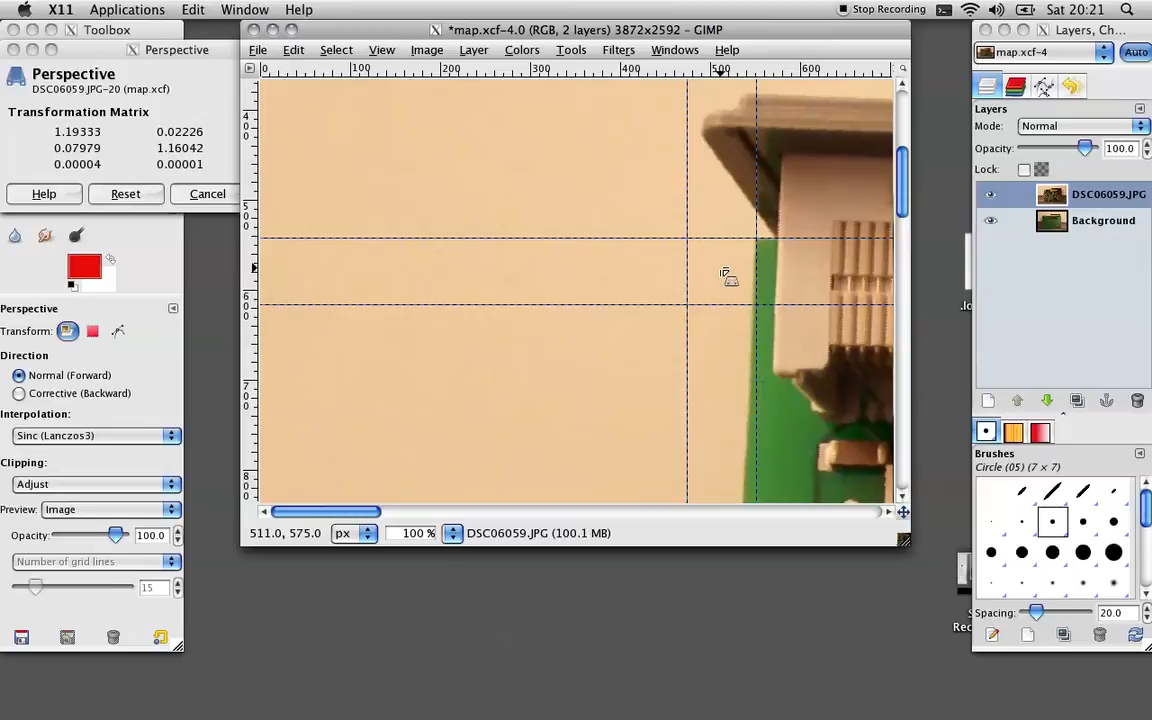 X11 Applications Edit Window Help Stop Recording Sat 20:21
Toolbox
*map.xcf-4.0 (RGB, 2 layers) 3872x2592 – GIMP
Layers, Ch…
Perspective
File Edit Select View Image Layer Colors Tools Filters Windows Help
map.xcf-4 Auto
Perspective
DSC06059.JPG-20 (map.xcf)
0 100 200 300 400 500 600
Layers
Transformation Matrix
Mode: Normal
1.19333 0.02226
0.07979 1.16042
0.00004 0.00001
Opacity: 100.0
Lock:
Help Reset Cancel
DSC06059.JPG
Background
400
500
600
700
800
Perspective
Transform:
Direction
Normal (Forward)
Corrective (Backward)
Interpolation:
Sinc (Lanczos3)
Clipping:
Adjust
Preview: Image
Opacity: 100.0
Number of grid lines
15
Brushes
Circle (05) (7 × 7)
511.0, 575.0 px 100 % DSC06059.JPG (100.1 MB)
Spacing: 20.0